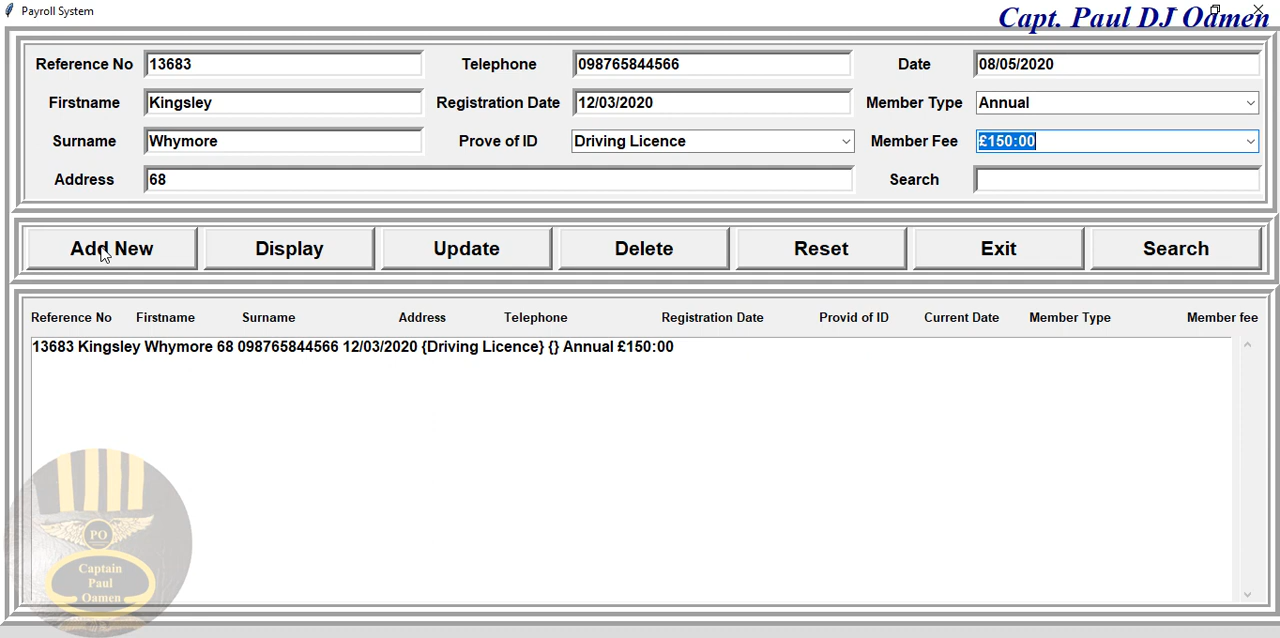 Payroll System
Capt. Paul DJ Oamen
Reference No 13683 Telephone 098765844566 Date 08/05/2020
Firstname Kingsley Registration Date 12/03/2020 Member Type Annual
Surname Whymore Prove of ID Driving Licence Member Fee £150:00
Address 68 Search
Add New Display Update Delete Reset Exit Search
Reference No Firstname Surname Address Telephone Registration Date Provid of ID Current Date Member Type Member fee
13683 Kingsley Whymore 68 098765844566 12/03/2020 {Driving Licence} {} Annual £150:00
PO
Captain
Paul
Oamen